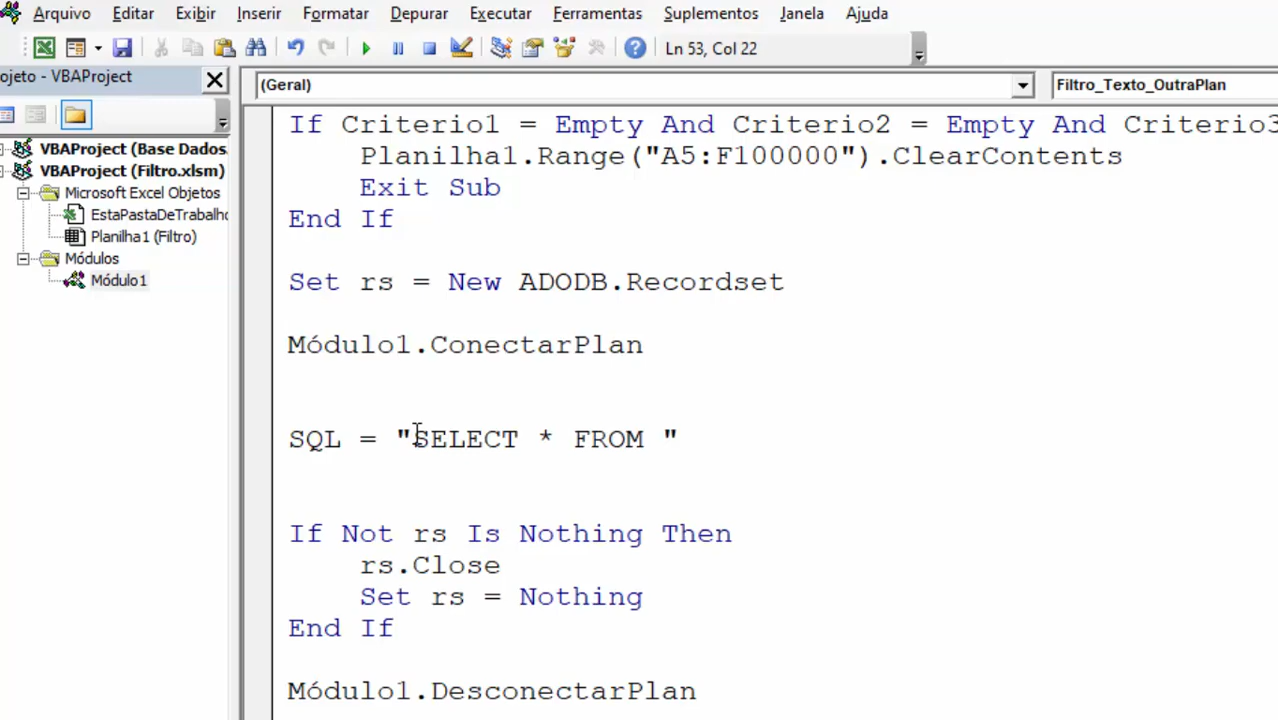 Arquivo Editar Exibir Inserir Formatar Depurar Executar Ferramentas Suplementos Janela Ajuda
Ln 53, Col 22
ojeto - VBAProject
(Geral) Filtro_Texto_OutraPlan
VBAProject (Base Dados.
VBAProject (Filtro.xlsm)
Microsoft Excel Objetos
EstaPastaDeTrabalho
Planilha1 (Filtro)
Módulos
Módulo1
If Criterio1 = Empty And Criterio2 = Empty And Criterio3
Planilha1.Range("A5:F100000").ClearContents
Exit Sub
End If
Set rs = New ADODB.Recordset
Módulo1.ConectarPlan
SQL = "SELECT * FROM "
If Not rs Is Nothing Then
rs.Close
Set rs = Nothing
End If
Módulo1.DesconectarPlan